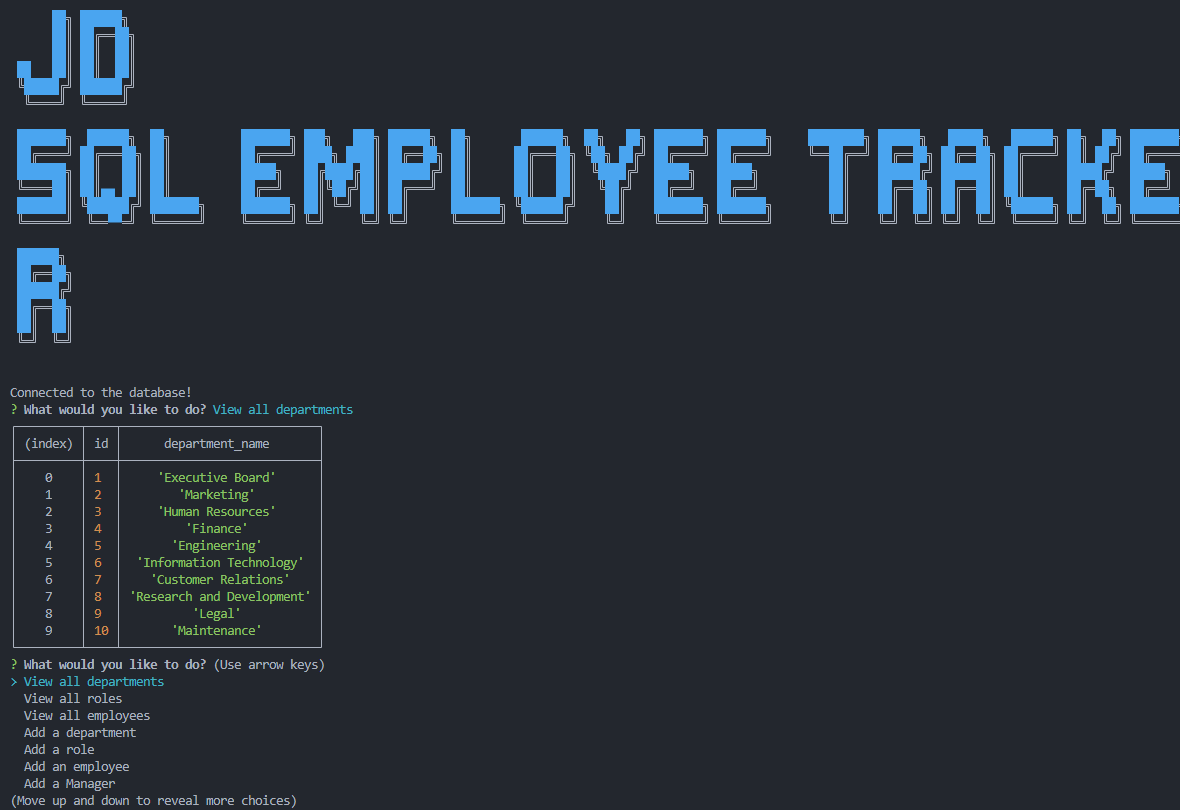 JD
SQL EMPLOYEE TRACKE
R
Connected to the database!
? What would you like to do? View all departments
(index) id department_name
0 1 'Executive Board'
1 2 'Marketing'
2 3 'Human Resources'
3 4 'Finance'
4 5 'Engineering'
5 6 'Information Technology'
6 7 'Customer Relations'
7 8 'Research and Development'
8 9 'Legal'
9 10 'Maintenance'
? What would you like to do? (Use arrow keys)
> View all departments
View all roles
View all employees
Add a department
Add a role
Add an employee
Add a Manager
(Move up and down to reveal more choices)